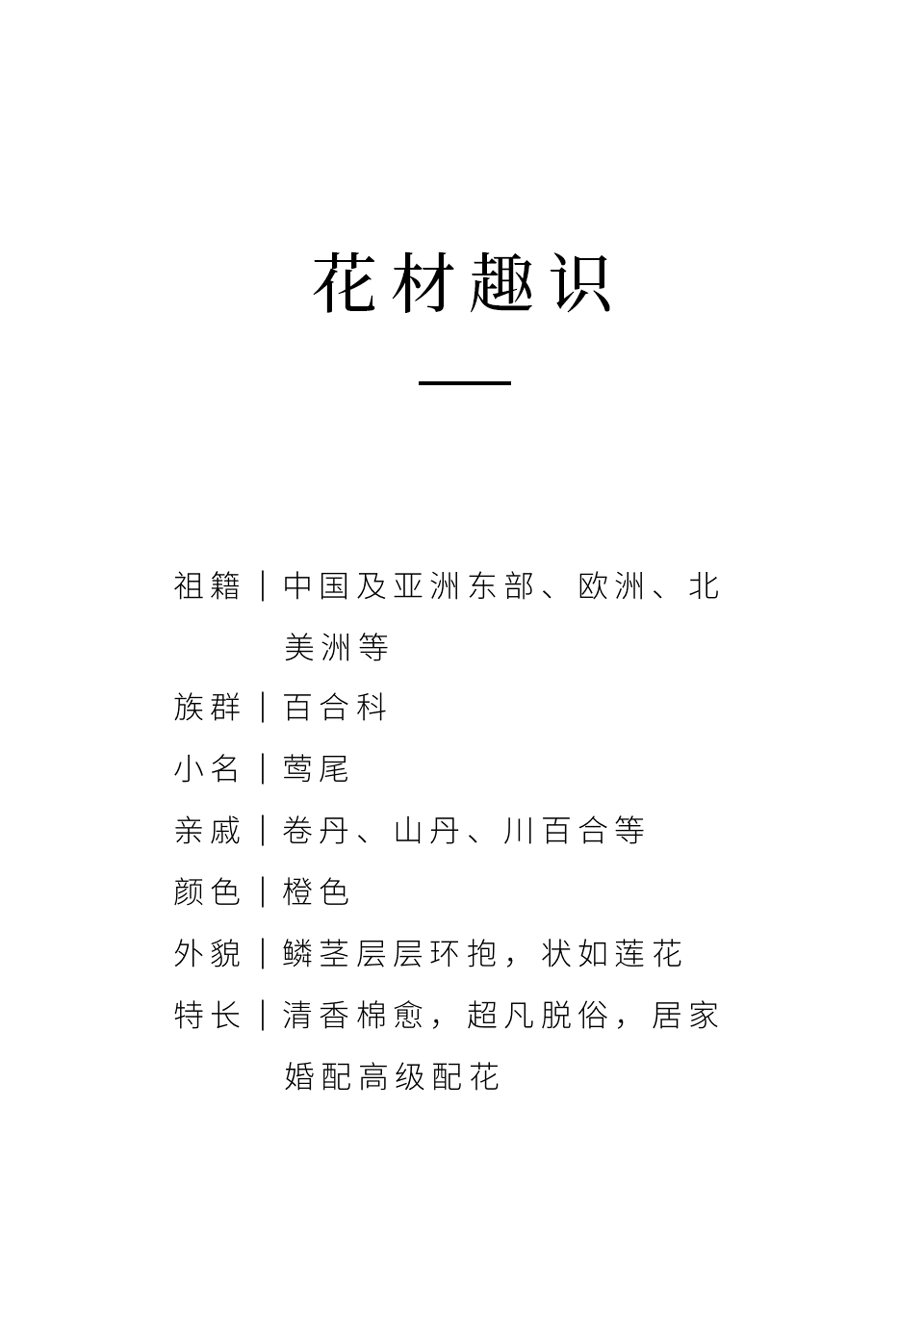 花材趣识
祖籍｜中国及亚洲东部、欧洲、北
美洲等
族群｜百合科
小名｜莺尾
亲戚｜卷丹、山丹、川百合等
颜色｜橙色
外貌｜鳞茎层层环抱，状如莲花
特长｜清香棉愈，超凡脱俗，居家
婚配高级配花